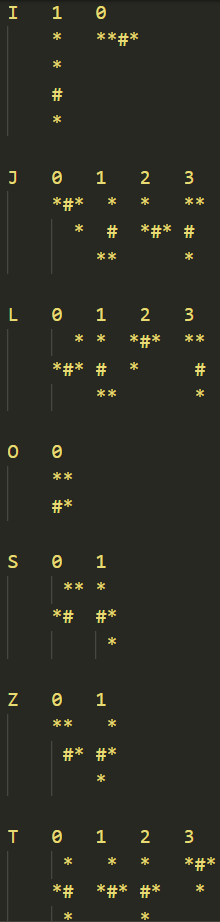 I   1   0
    *   **#*
    *
    #
    *

J   0   1   2   3
    *#*  *  *   **
      *  #  *#* #
        **      *

L   0   1   2   3
      * *  *#*  **
    *#* #  *     #
        **       *

O   0
    **
    #*

S   0   1
     ** *
    *#  #*
         *

Z   0   1
    **   *
     #* #*
        *

T   0   1   2   3
     *   *  *   *#*
    *#  *#* #*   *
     *      *